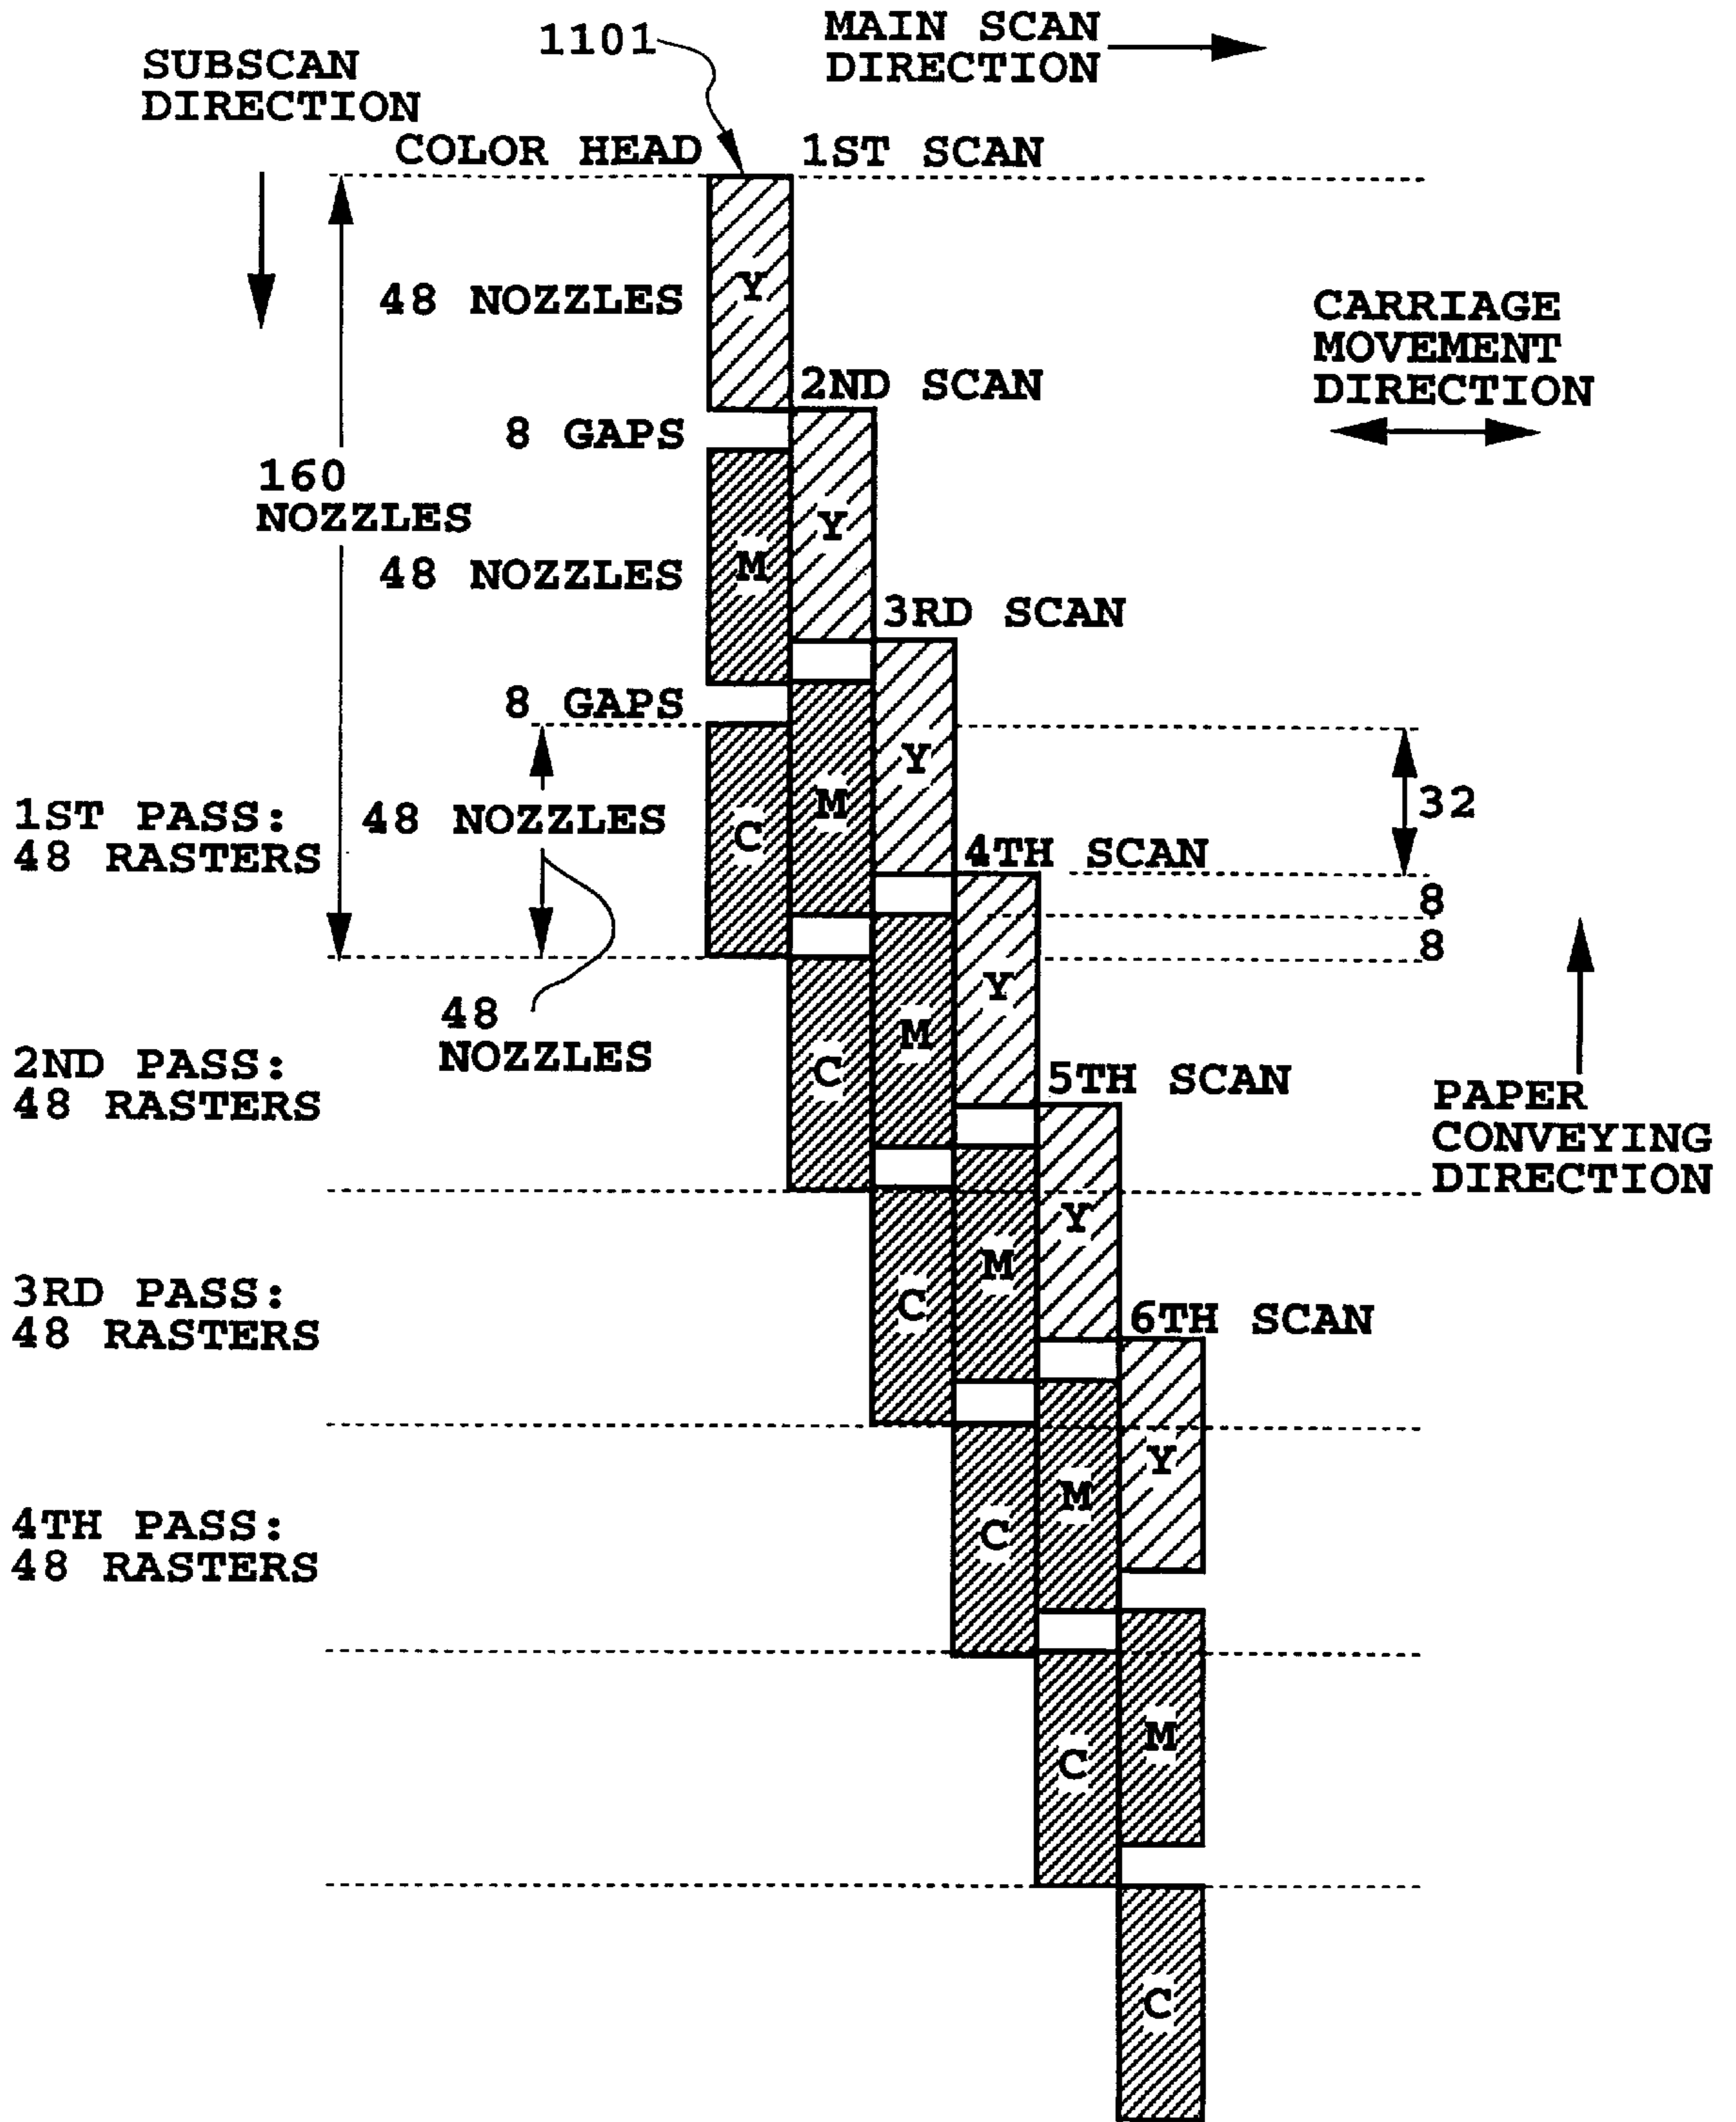 1101
MAIN SCAN
DIRECTION
SUBSCAN
DIRECTION
COLOR HEAD
1ST SCAN
Y
48 NOZZLES
CARRIAGE
MOVEMENT
DIRECTION
2ND SCAN
8 GAPS
160
NOZZLES
Y
M
48 NOZZLES
3RD SCAN
8 GAPS
Y
32
M
1ST PASS:
48 RASTERS
48 NOZZLES
C
4TH SCAN
8
8
Y
48
NOZZLES
M
C
2ND PASS:
48 RASTERS
5TH SCAN
PAPER
CONVEYING
DIRECTION
Y
M
C
3RD PASS:
48 RASTERS
6TH SCAN
Y
M
C
4TH PASS:
48 RASTERS
M
C
C